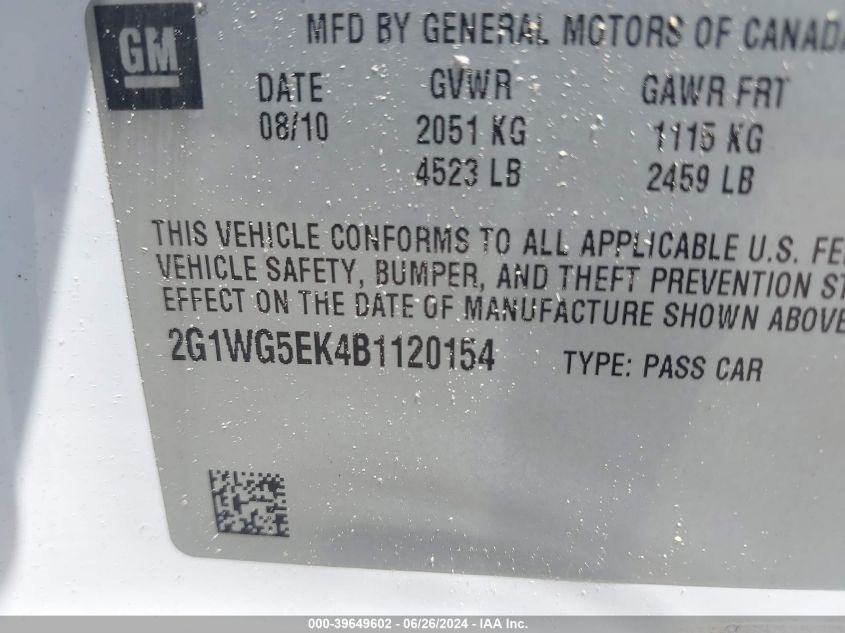 GM
MFD BY GENERAL MOTORS OF CANADA
DATE GVWR GAWR FRT
08/10 2051 KG 1115 KG
4523 LB 2459 LB
THIS VEHICLE CONFORMS TO ALL APPLICABLE U.S. FE
VEHICLE SAFETY, BUMPER, AND THEFT PREVENTION ST
EFFECT ON THE DATE OF MANUFACTURE SHOWN ABOVE
2G1WG5EK4B1120154 TYPE: PASS CAR
000-39649602 - 06/26/2024 - IAA Inc.